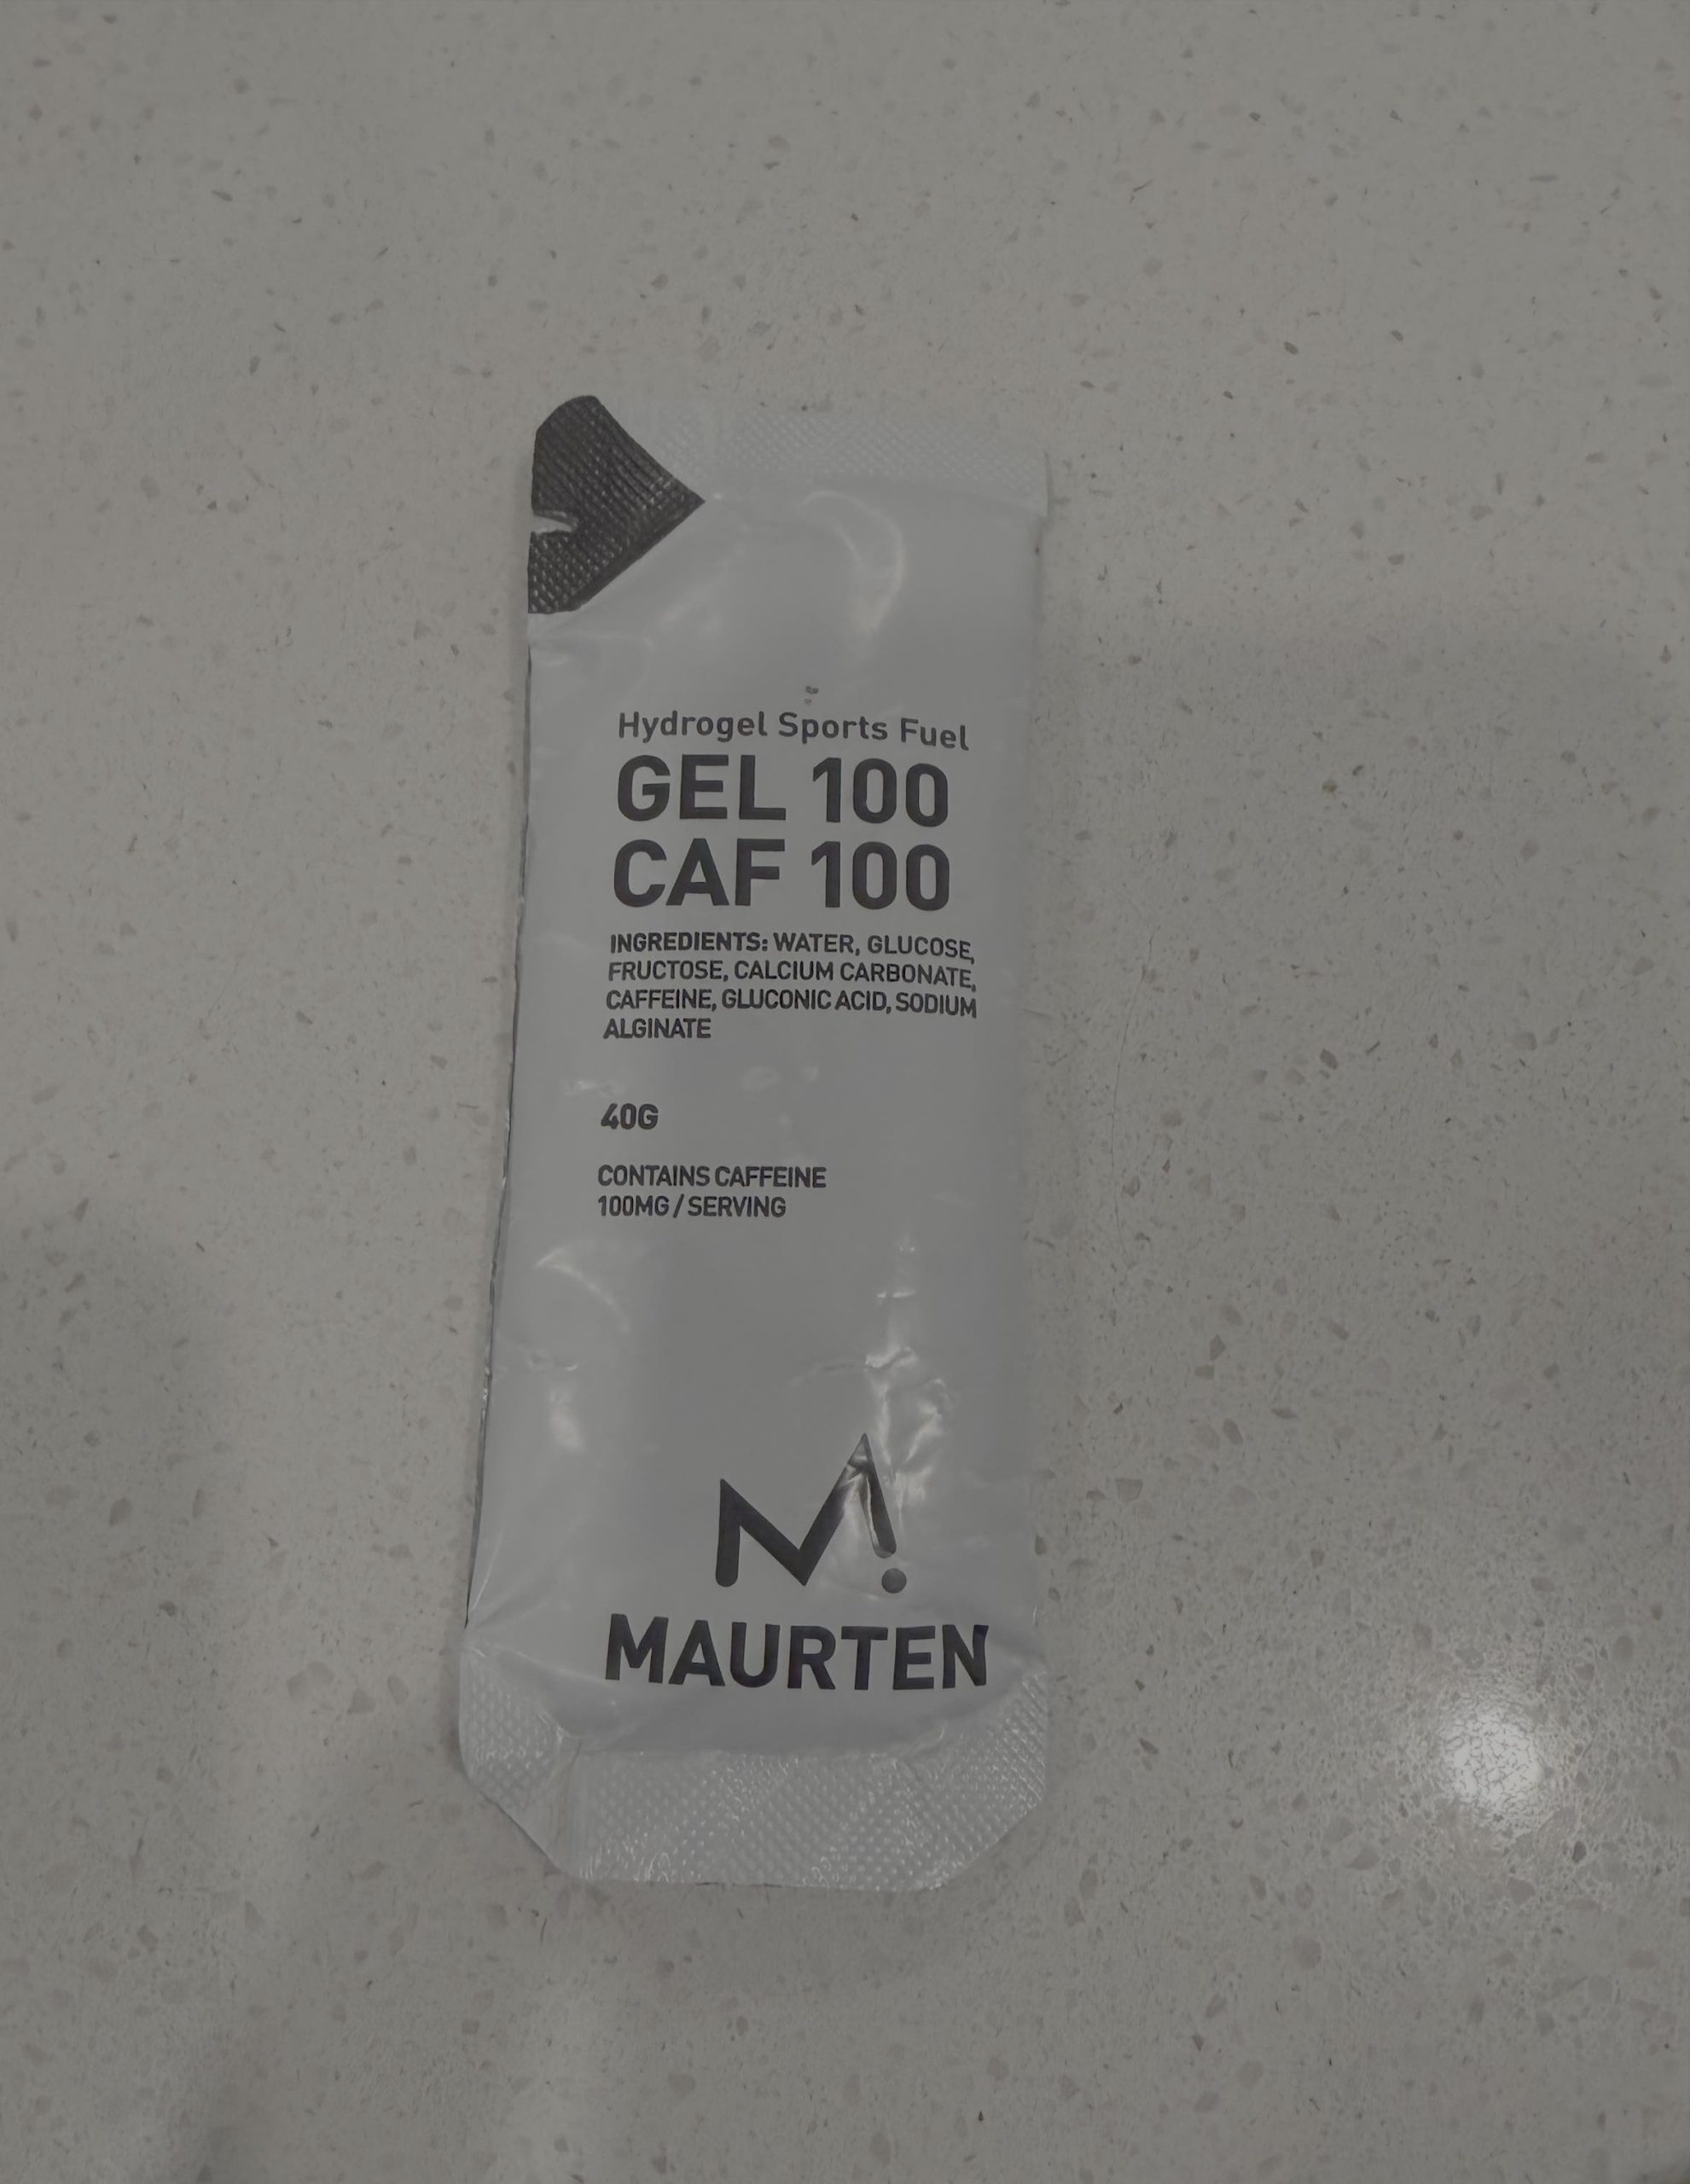 Hydrogel Sports Fuel
GEL 100
CAF 100
INGREDIENTS: WATER, GLUCOSE,
FRUCTOSE, CALCIUM CARBONATE,
CAFFEINE, GLUCONIC ACID, SODIUM
ALGINATE
40G
CONTAINS CAFFEINE
100MG / SERVING
MAURTEN